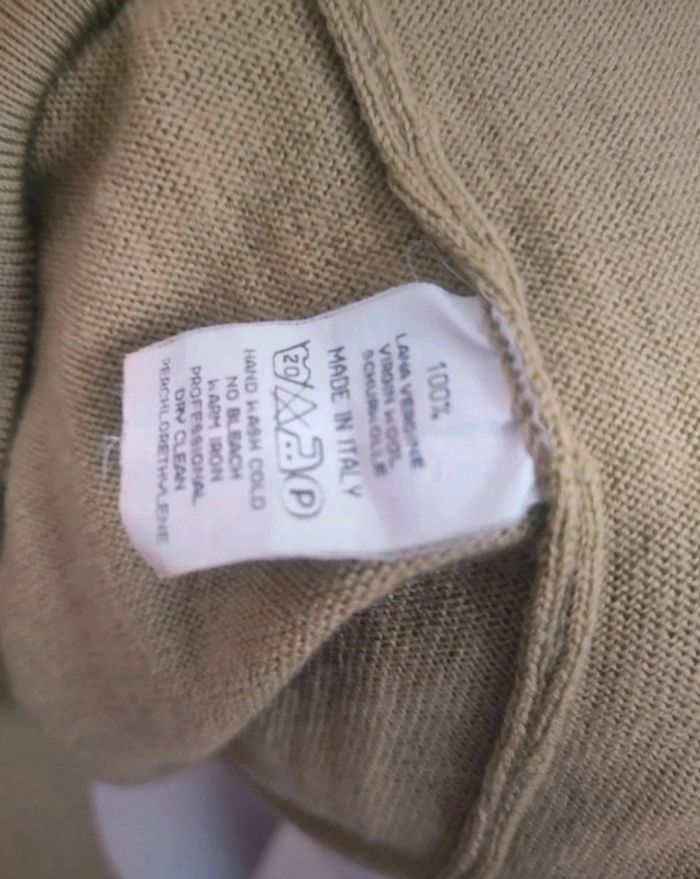 100%
LANA VERGINE
VIRGIN WOOL
SCHURWOLLE
MADE IN ITALY
20 P
HAND WASH COLD
NO BLEACH
WARM IRON
PROFESSIONAL
DRY CLEAN
PERCHLORETHYLENE